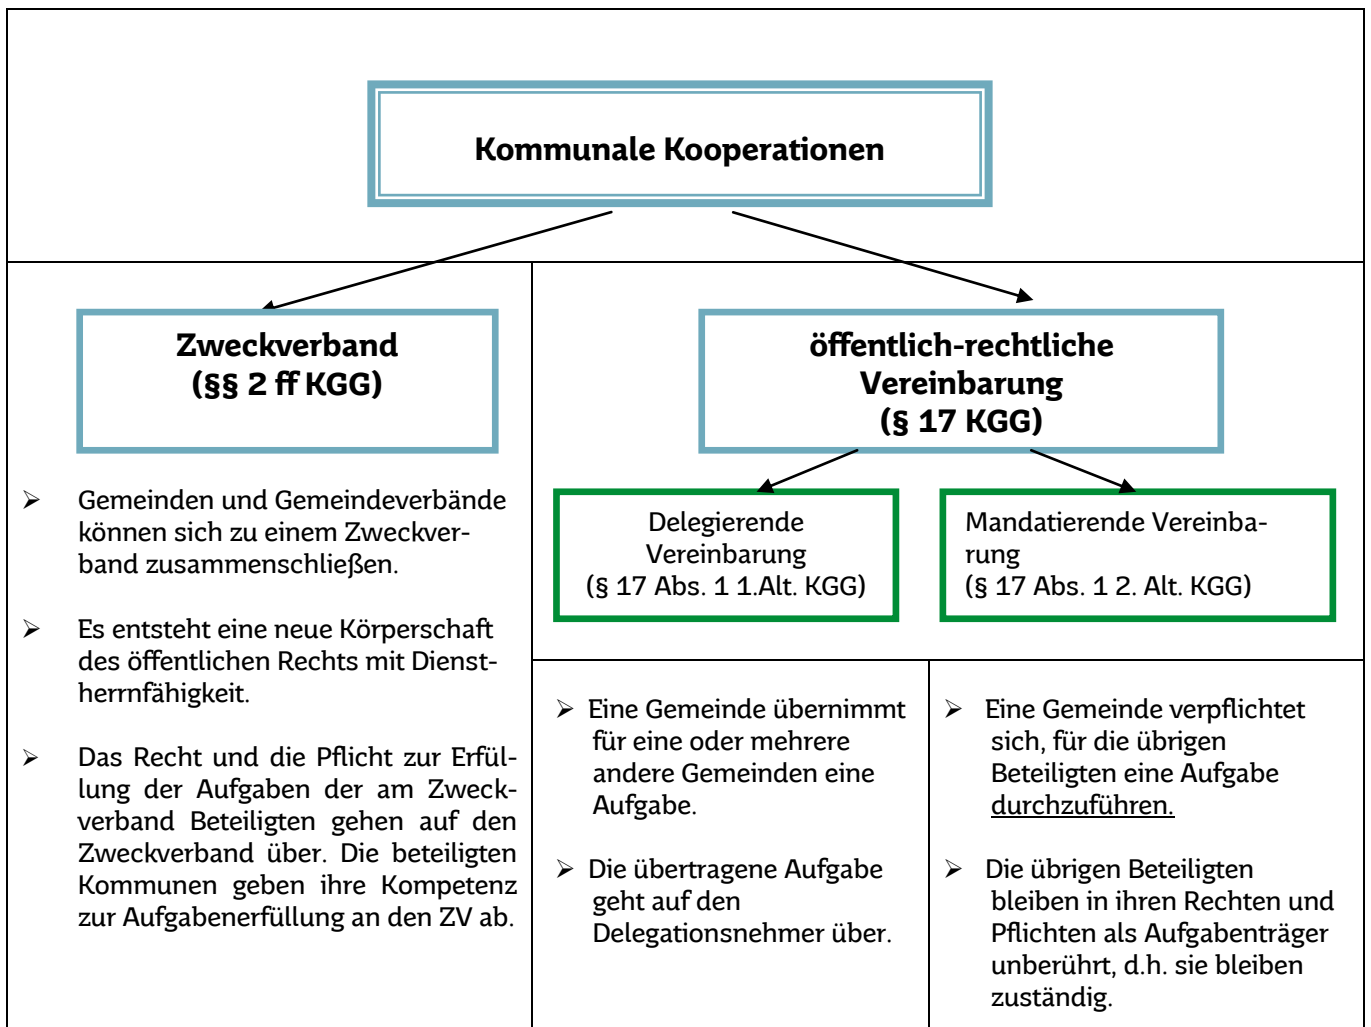 Kommunale Kooperationen
Zweckverband
(§§ 2 ff KGG)
➢ Gemeinden und Gemeindeverbände
können sich zu einem Zweckver-
band zusammenschließen.
➢ Es entsteht eine neue Körperschaft
des öffentlichen Rechts mit Dienst-
herrnfähigkeit.
➢ Das Recht und die Pflicht zur Erfül-
lung der Aufgaben der am Zweck-
verband Beteiligten gehen auf den
Zweckverband über. Die beteiligten
Kommunen geben ihre Kompetenz
zur Aufgabenerfüllung an den ZV ab.
öffentlich-rechtliche
Vereinbarung
(§ 17 KGG)
Delegierende
Vereinbarung
(§ 17 Abs. 1 1.Alt. KGG)
➢ Eine Gemeinde übernimmt
für eine oder mehrere
andere Gemeinden eine
Aufgabe.
➢ Die übertragene Aufgabe
geht auf den
Delegationsnehmer über.
Mandatierende Vereinba-
rung
(§ 17 Abs. 1 2. Alt. KGG)
➢ Eine Gemeinde verpflichtet
sich, für die übrigen
Beteiligten eine Aufgabe
durchzuführen.
➢ Die übrigen Beteiligten
bleiben in ihren Rechten und
Pflichten als Aufgabenträger
unberührt, d.h. sie bleiben
zuständig.